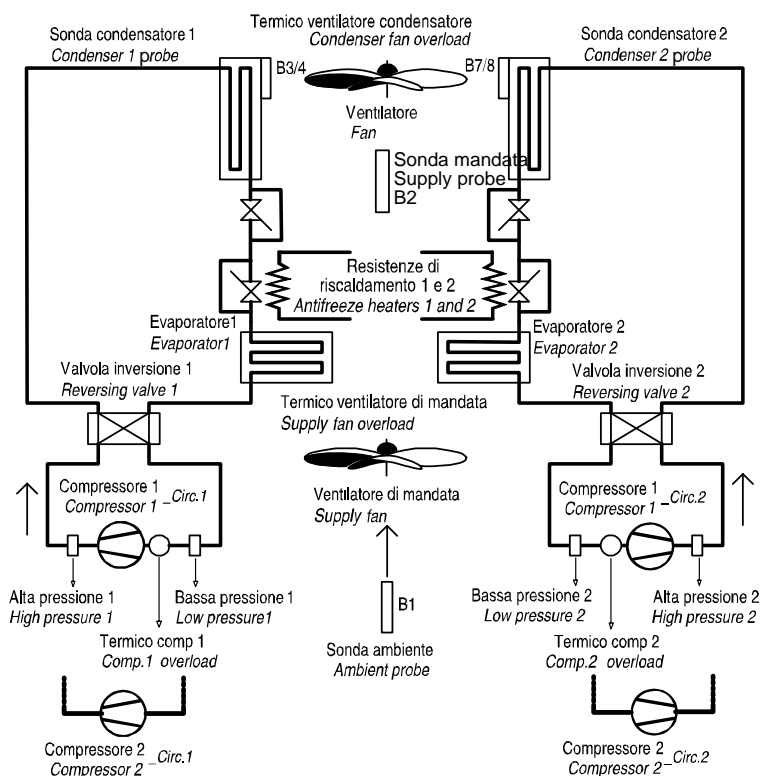 Termico ventilatore condensatore
Condenser fan overload
Sonda condensatore 1
Condenser 1 probe
Sonda condensatore 2
Condenser 2 probe
B3/4
B7/8
Ventilatore
Fan
Sonda mandata
Supply probe
B2
Resistenze di
riscaldamento 1 e 2
Antifreeze heaters 1 and 2
Evaporatore1
Evaporator1
Evaporatore 2
Evaporator 2
Valvola inversione 1
Reversing valve 1
Valvola inversione 2
Reversing valve 2
Termico ventilatore di mandata
Supply fan overload
Ventilatore di mandata
Supply fan
Compressore 1
Compressor 1 – Circ.1
Compressore 1
Compressor 1 – Circ.2
Alta pressione 1
High pressure 1
Bassa pressione 1
Low pressure1
B1
Bassa pressione 2
Low pressure 2
Alta pressione 2
High pressure 2
Termico comp 1
Comp.1 overload
Sonda ambiente
Ambient probe
Termico comp 2
Comp.2 overload
Compressore 2
Compressor 2 – Circ.1
Compressore 2
Compressor 2 – Circ.2